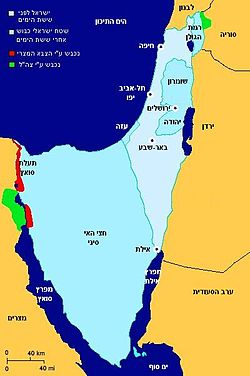 לבנון
ישראל לפני
ששת הימים
הים התיכון
שטח ישראלי כבוש
אחרי ששת הימים
נכבש ע"י הצבא המצרי
נכבש ע"י צה"ל
רמת
הגולן
סוריה
חיפה
שומרון
תל-אביב
יפו
ירושלים
יהודה
ירדן
עזה
באר-שבע
תעלת
סואץ
חצי האי
סיני
אילת
מפרץ
אילת
מפרץ
סואץ
ערב הסעודית
מצרים
ים סוף
0 40 km
0 40 mi